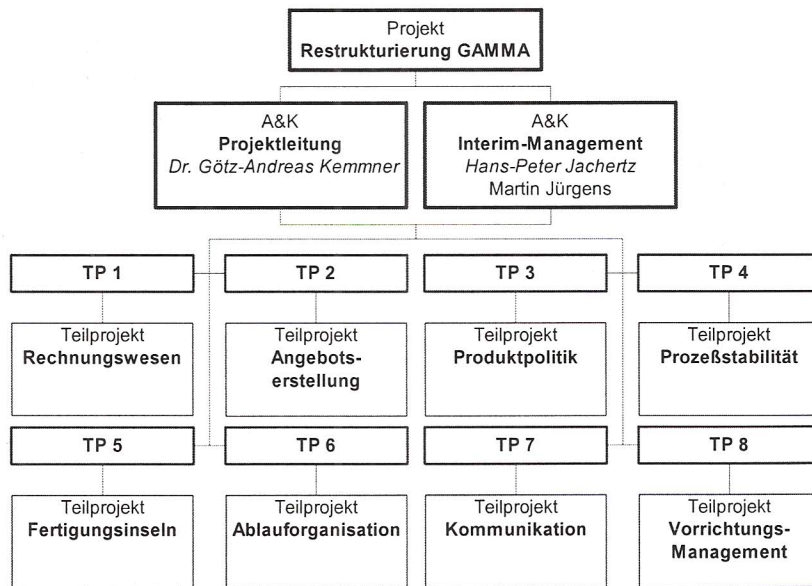 Projekt
Restrukturierung GAMMA
A&K
Projektleitung
Dr. Götz-Andreas Kemmner
A&K
Interim-Management
Hans-Peter Jachertz
Martin Jürgens
TP 1
TP 2
TP 3
TP 4
Teilprojekt
Rechnungswesen
Teilprojekt
Angebots-
erstellung
Teilprojekt
Produktpolitik
Teilprojekt
Prozeßstabilität
TP 5
TP 6
TP 7
TP 8
Teilprojekt
Fertigungsinseln
Teilprojekt
Ablauforganisation
Teilprojekt
Kommunikation
Teilprojekt
Vorrichtungs-
Management